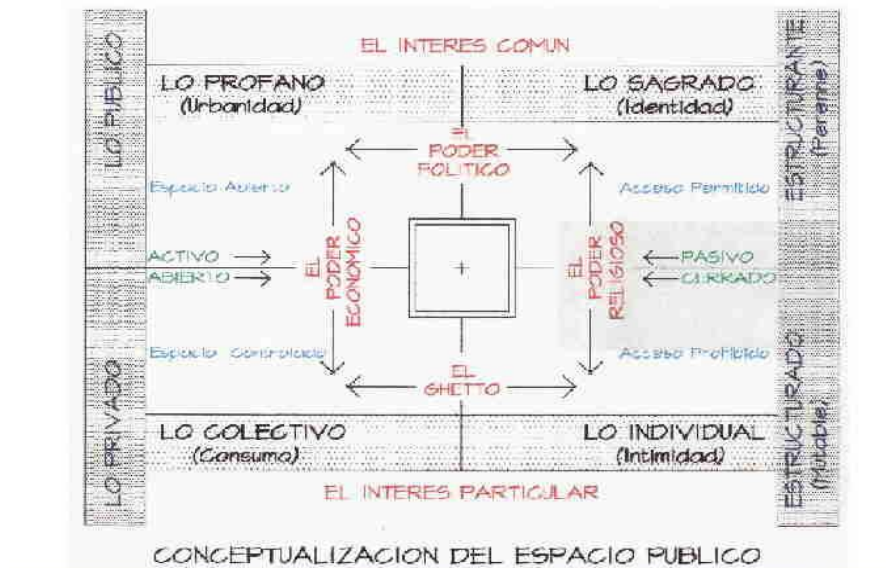 EL INTERES COMUN
LO PUBLICO
LO PROFANO
(Urbanidad)
LO SAGRADO
(Identidad)
ESTRUCTURANTE
(Perenne)
EL
PODER
POLITICO
Espacio Abierto
Acceso Permitido
EL
PODER
ECONOMICO
EL
PODER
RELIGIOSO
ACTIVO
ABIERTO
PASIVO
CERRADO
Espacio Controlado
Acceso Prohibido
EL
GHETTO
LO PRIVADO
LO COLECTIVO
(Consumo)
LO INDIVIDUAL
(Intimidad)
ESTRUCTURADO
(Mutable)
EL INTERES PARTICULAR
CONCEPTUALIZACION DEL ESPACIO PUBLICO